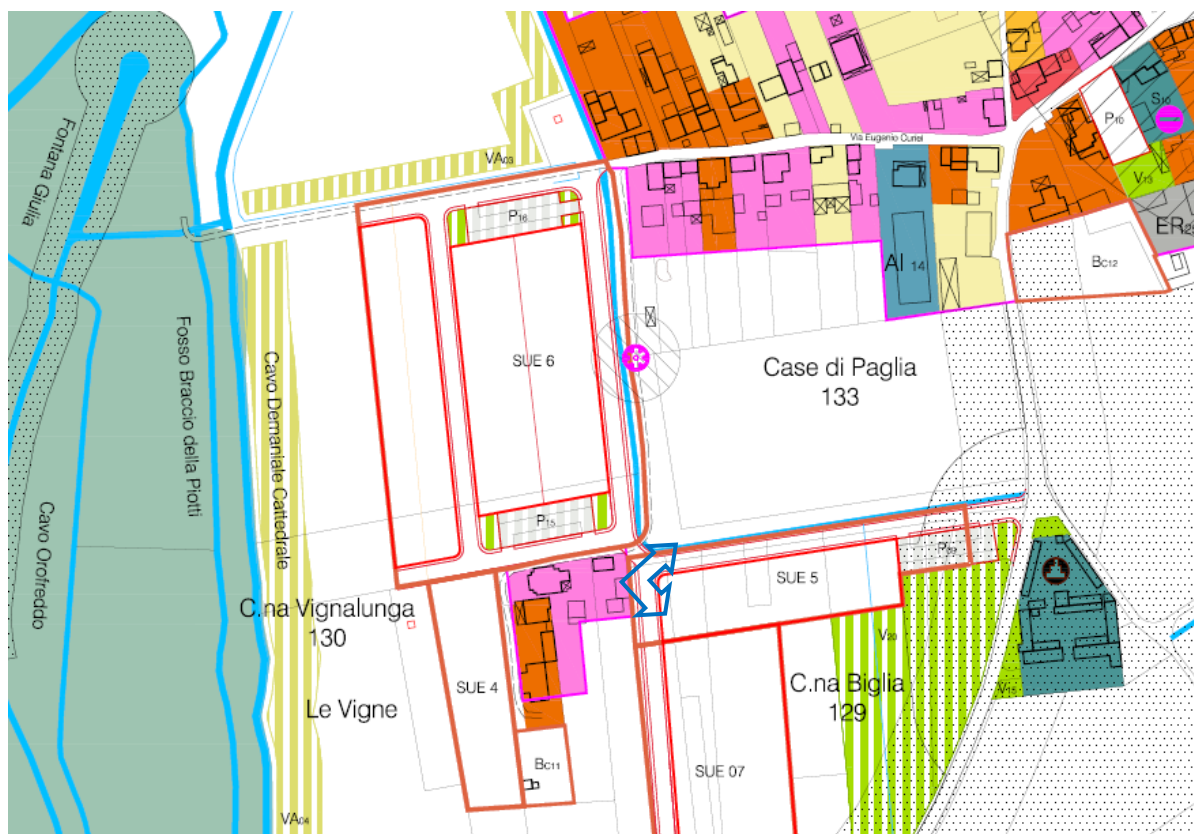 Via Eugenio Curiel
S10
P10
V13
ER25
BC12
VA03
Fontana Giulia
P16
AI 14
SUE 6
Case di Paglia
133
Fosso Braccio della Piotti
Cavo Demaniale Cattedrale
Cavo Orofreddo
P15
P89
SUE 5
C.na Vignalunga
130
SUE 4
Le Vigne
V20
C.na Biglia
129
V15
BC11
SUE 07
VA04